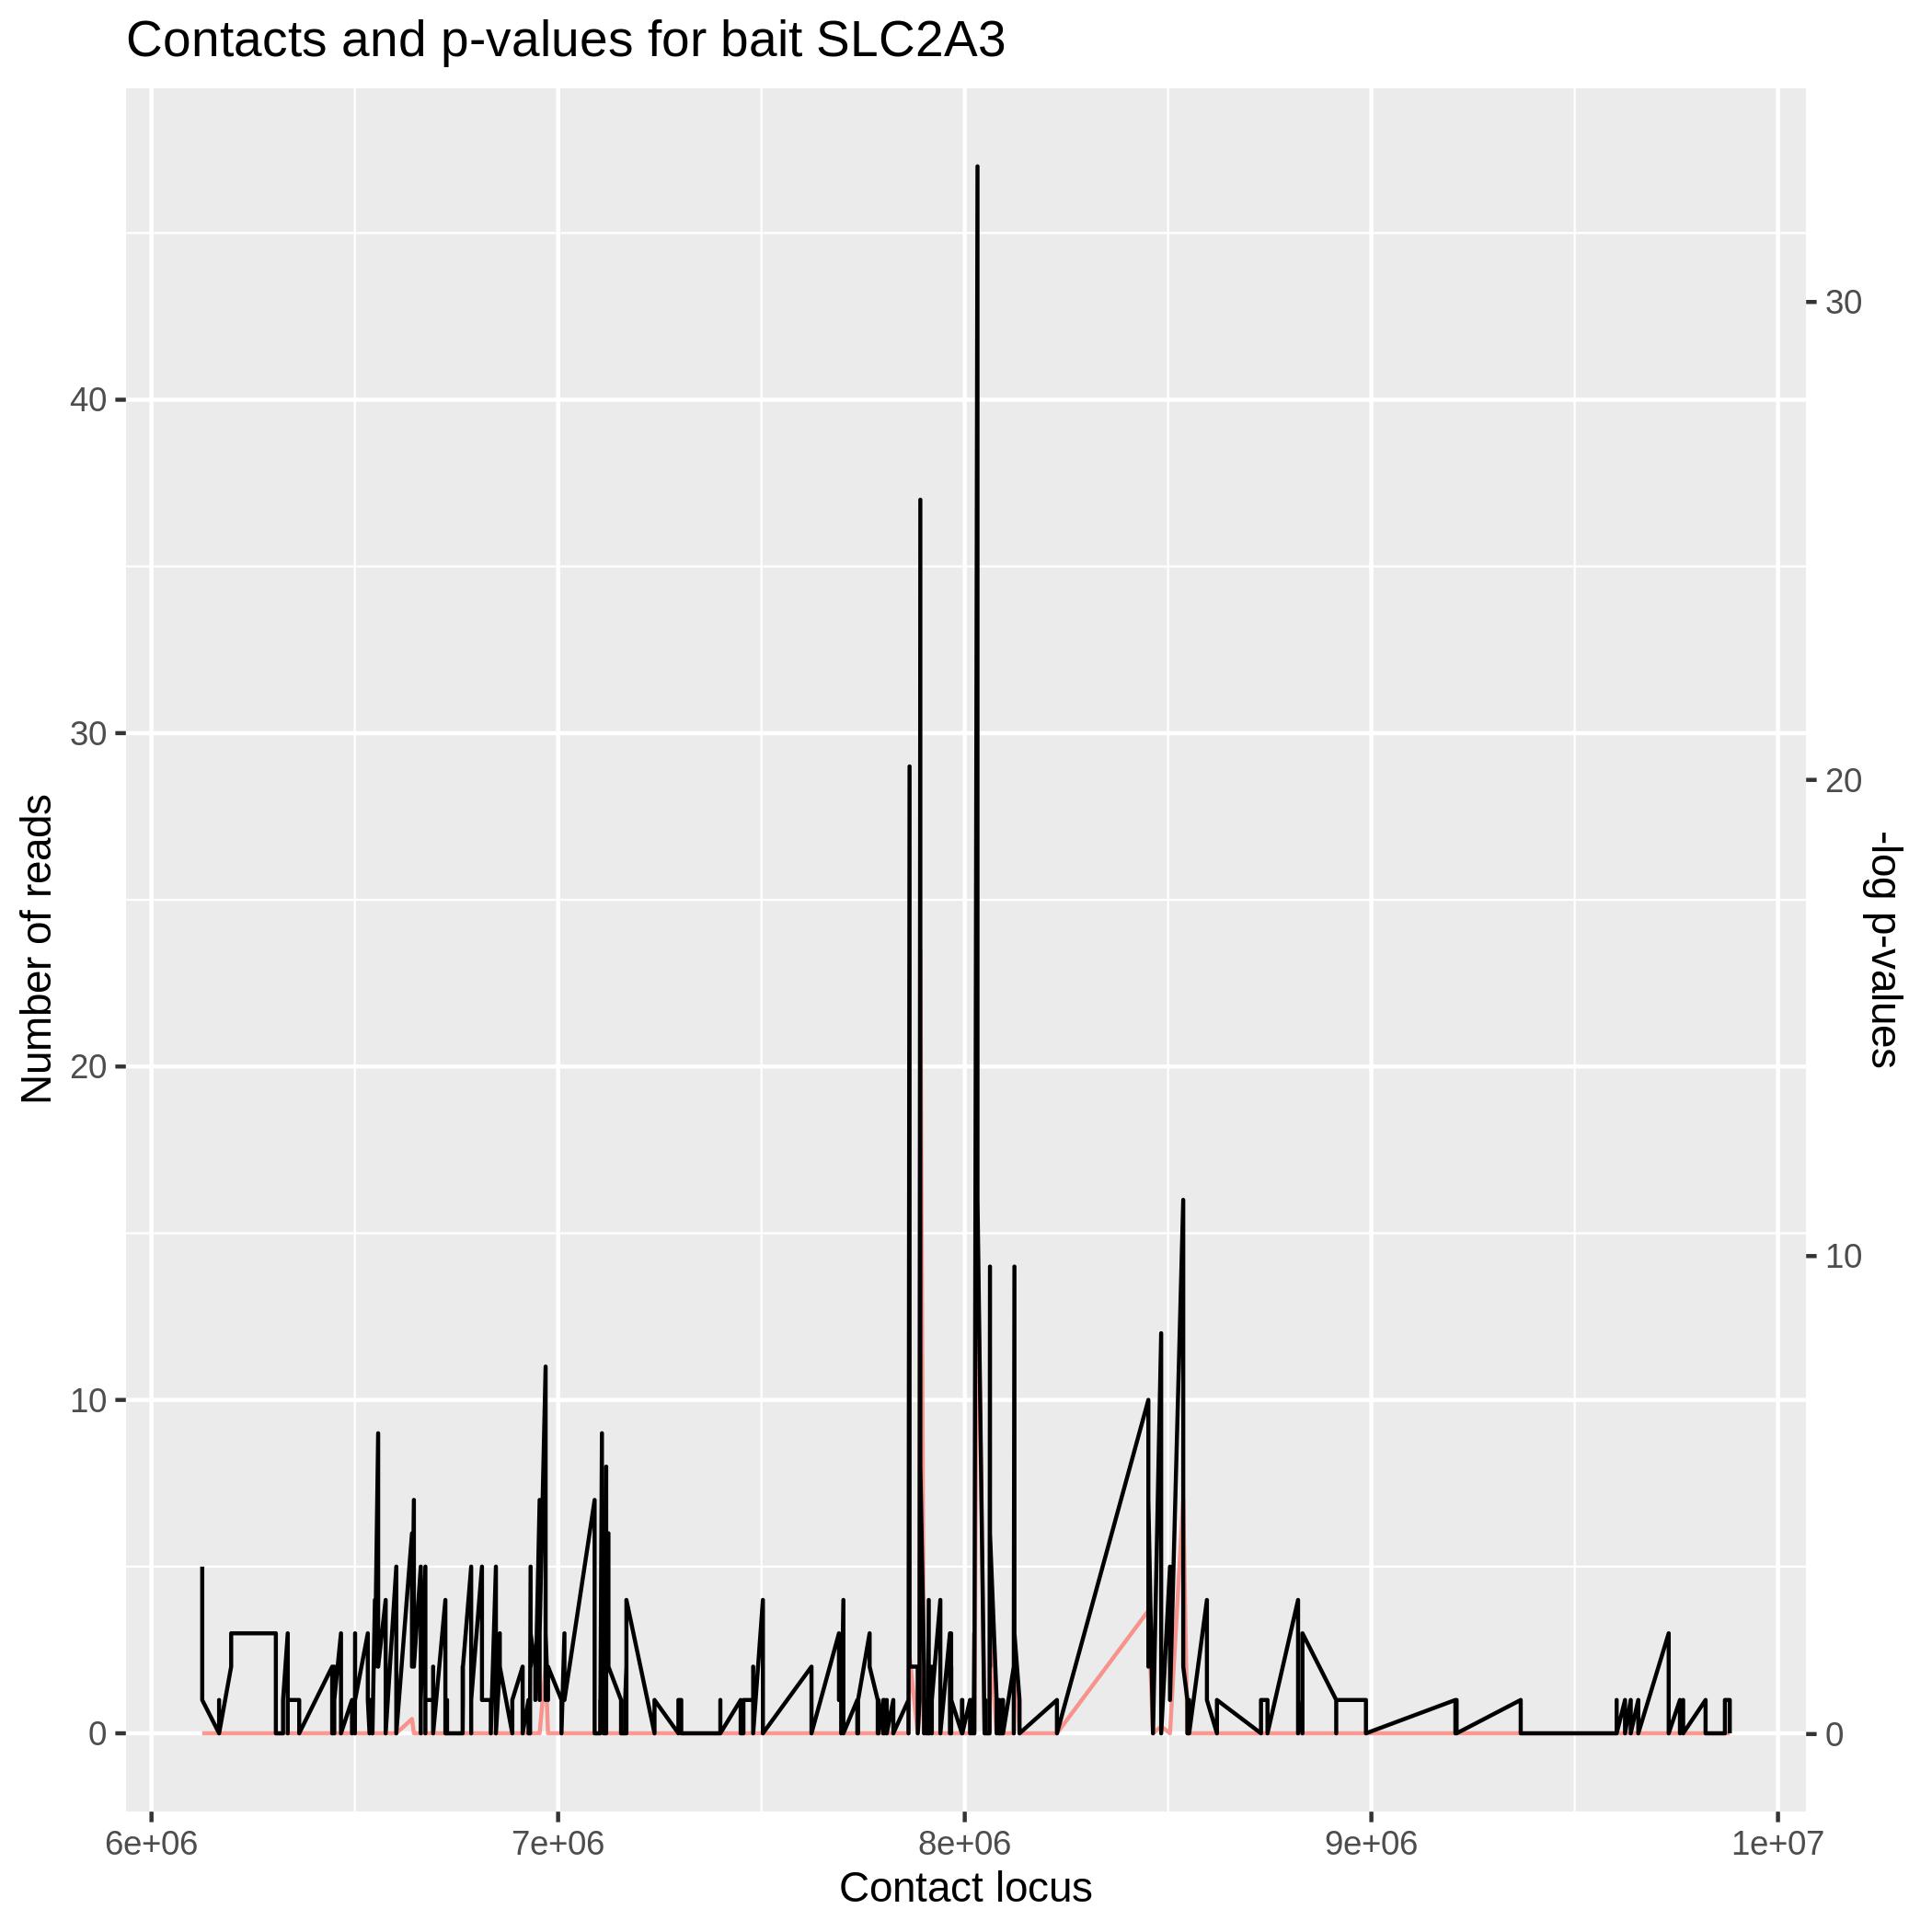 Contacts and p-values for bait SLC2A3
40
30
20
10
0
Number of reads
30
20
10
0
-log p-values
6e+06 7e+06 8e+06 9e+06 1e+07
Contact locus